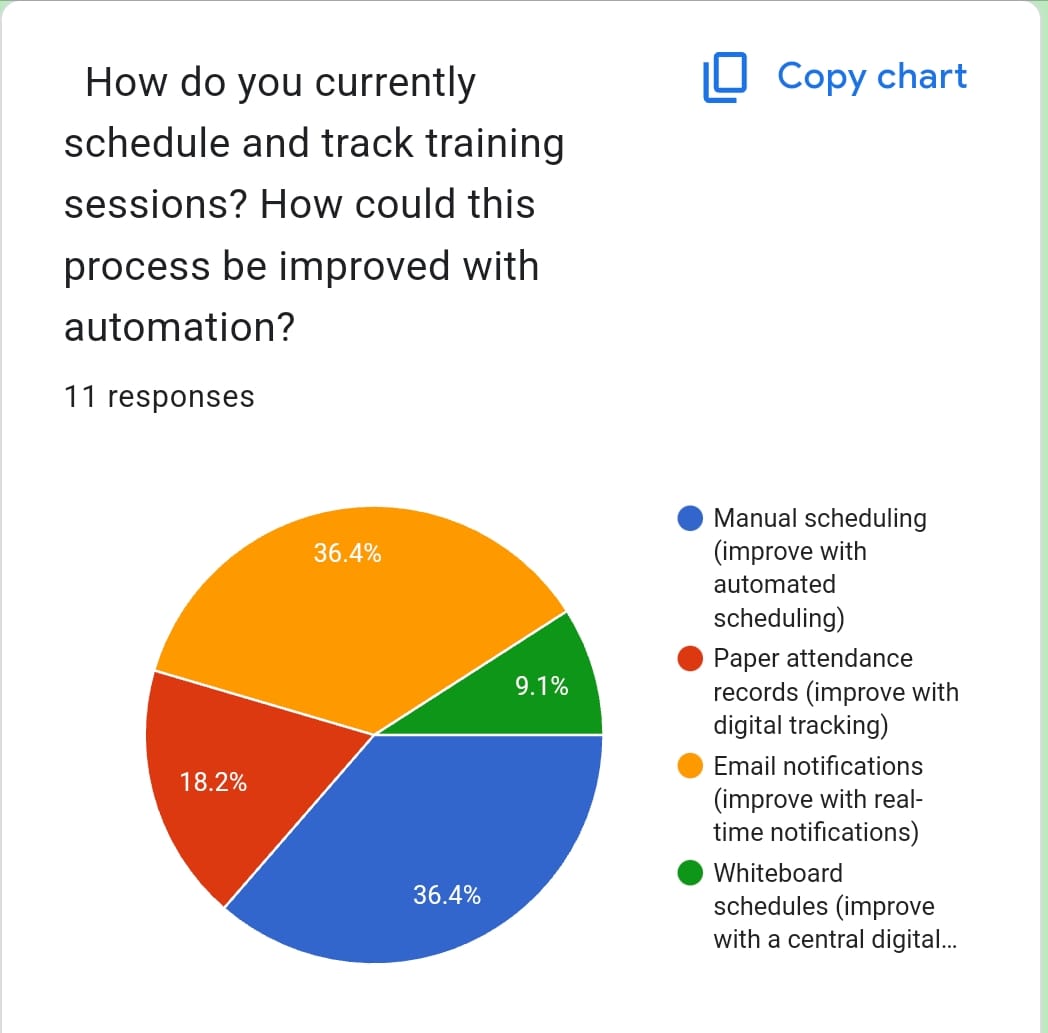 How do you currently
Copy chart
schedule and track training
sessions? How could this
process be improved with
automation?
11 responses
36.4%
9.1%
18.2%
36.4%
Manual scheduling
(improve with
automated
scheduling)
Paper attendance
records (improve with
digital tracking)
Email notifications
(improve with real-
time notifications)
Whiteboard
schedules (improve
with a central digital...